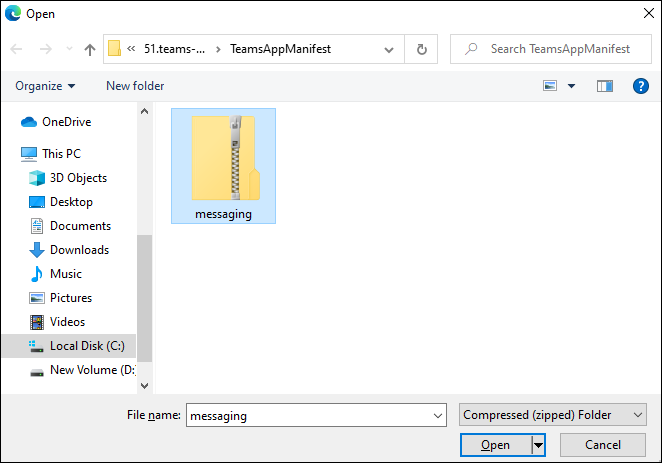 Open
« 51.teams-... > TeamsAppManifest
Search TeamsAppManifest
Organize
New folder
?
OneDrive
This PC
3D Objects
Desktop
Documents
Downloads
Music
Pictures
Videos
Local Disk (C:)
New Volume (D:
messaging
File name:
messaging
Compressed (zipped) Folder
Open
Cancel